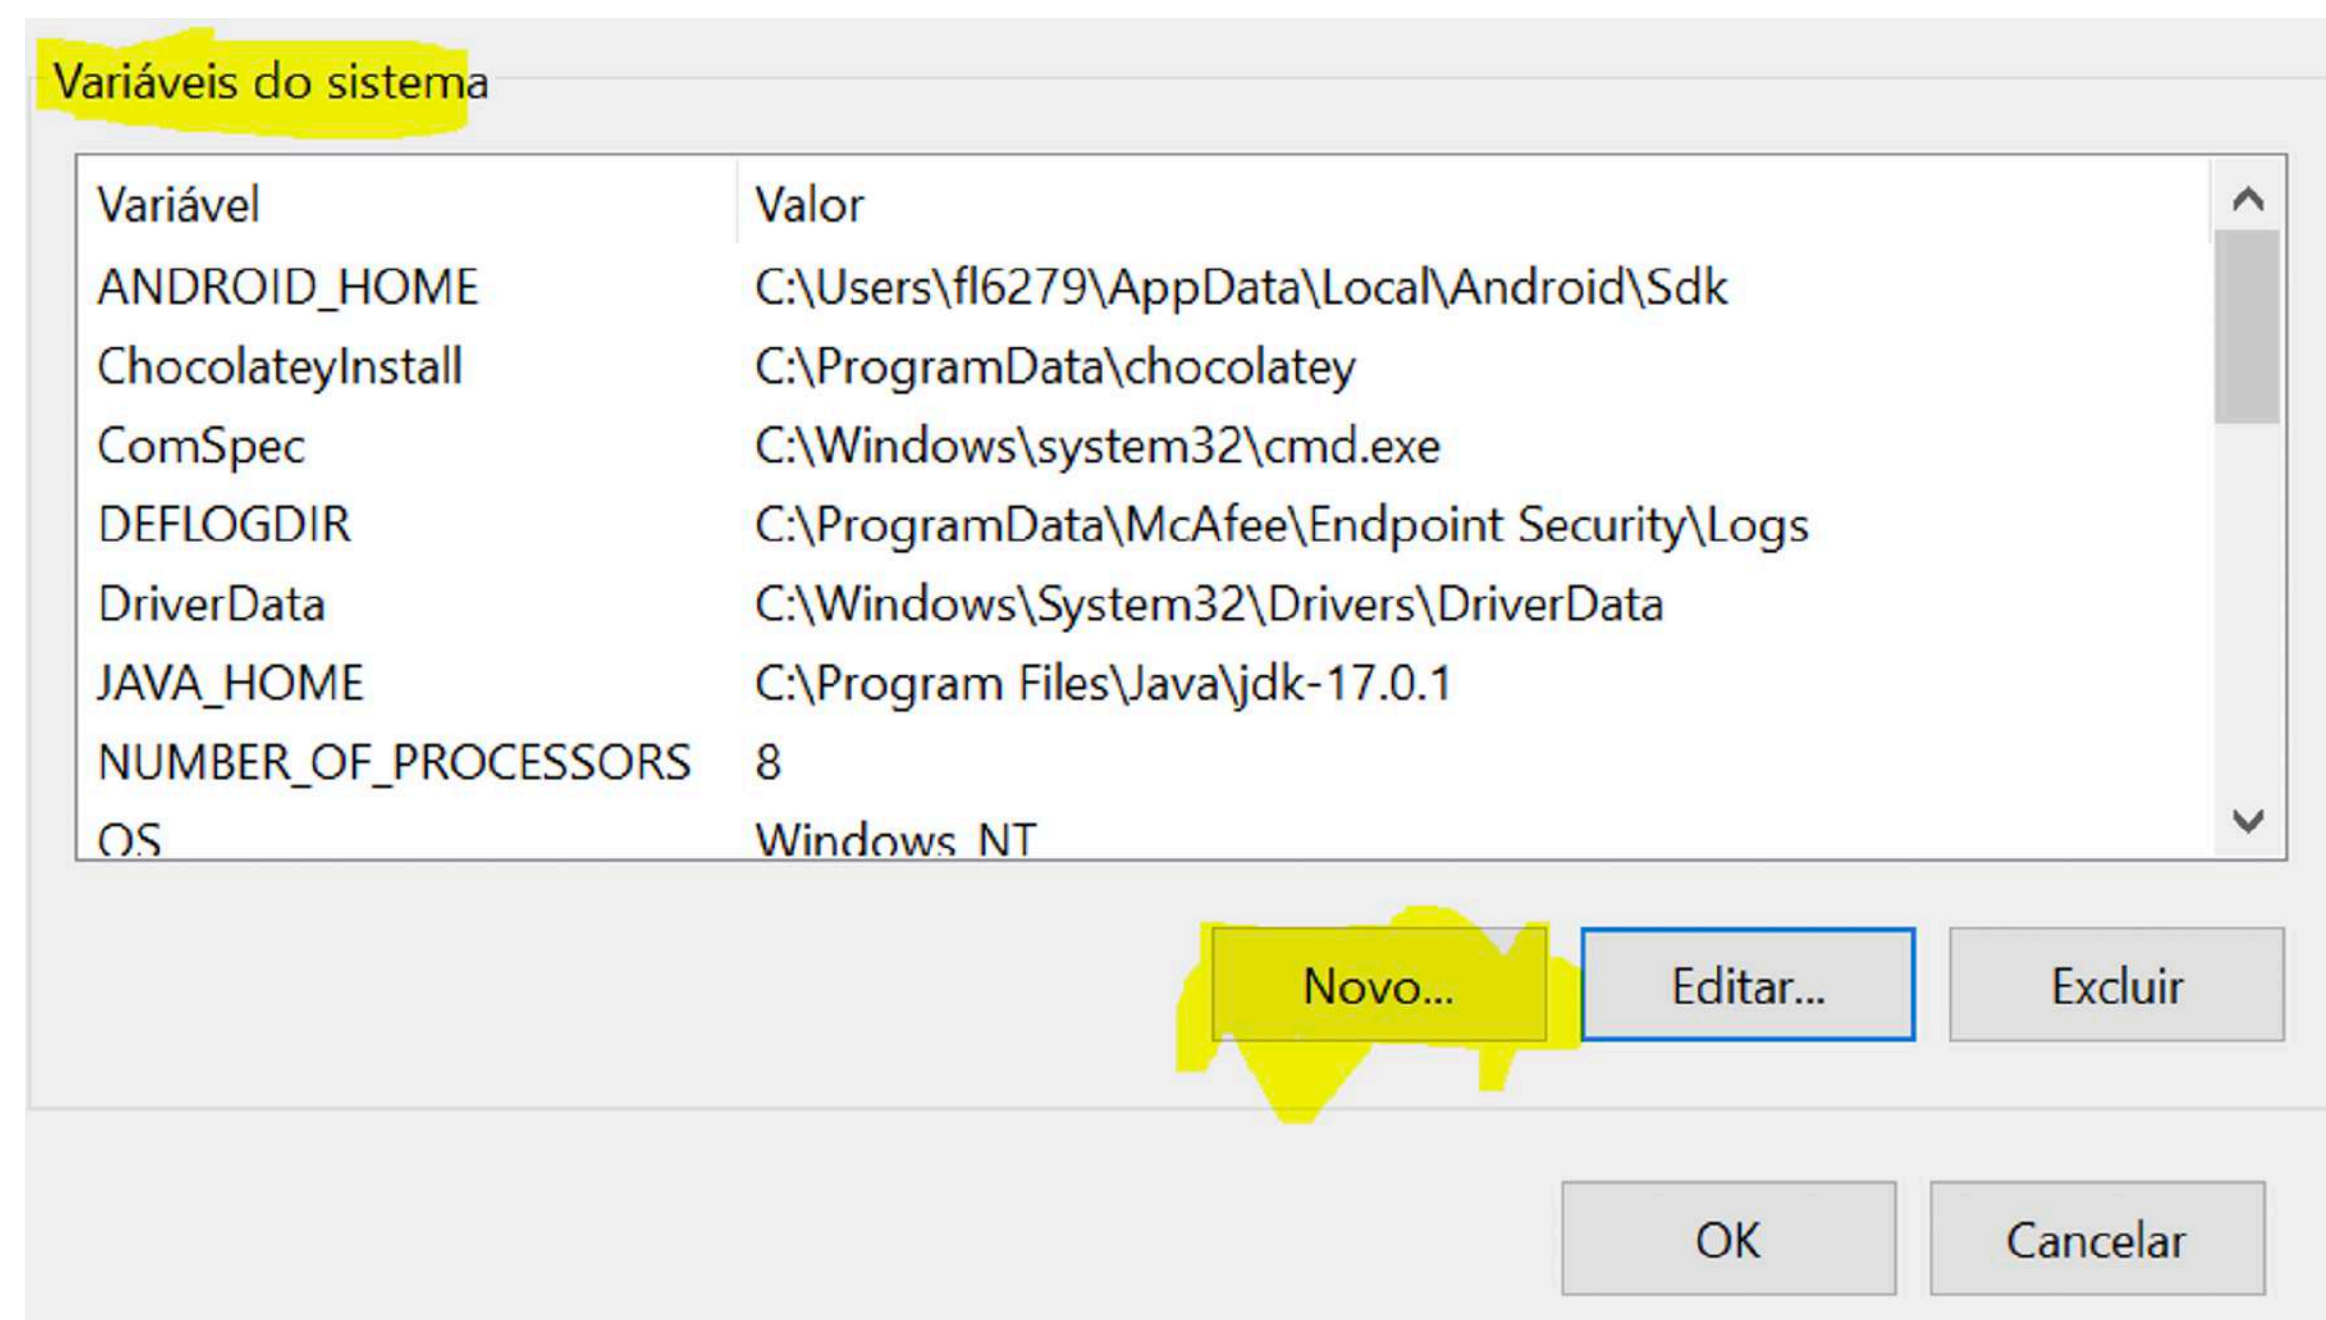 Variáveis do sistema
Variável Valor
ANDROID_HOME C:\Users\fl6279\AppData\Local\Android\Sdk
ChocolateyInstall C:\ProgramData\chocolatey
ComSpec C:\Windows\system32\cmd.exe
DEFLOGDIR C:\ProgramData\McAfee\Endpoint Security\Logs
DriverData C:\Windows\System32\Drivers\DriverData
JAVA_HOME C:\Program Files\Java\jdk-17.0.1
NUMBER_OF_PROCESSORS 8
OS Windows_NT
Novo... Editar... Excluir
OK Cancelar